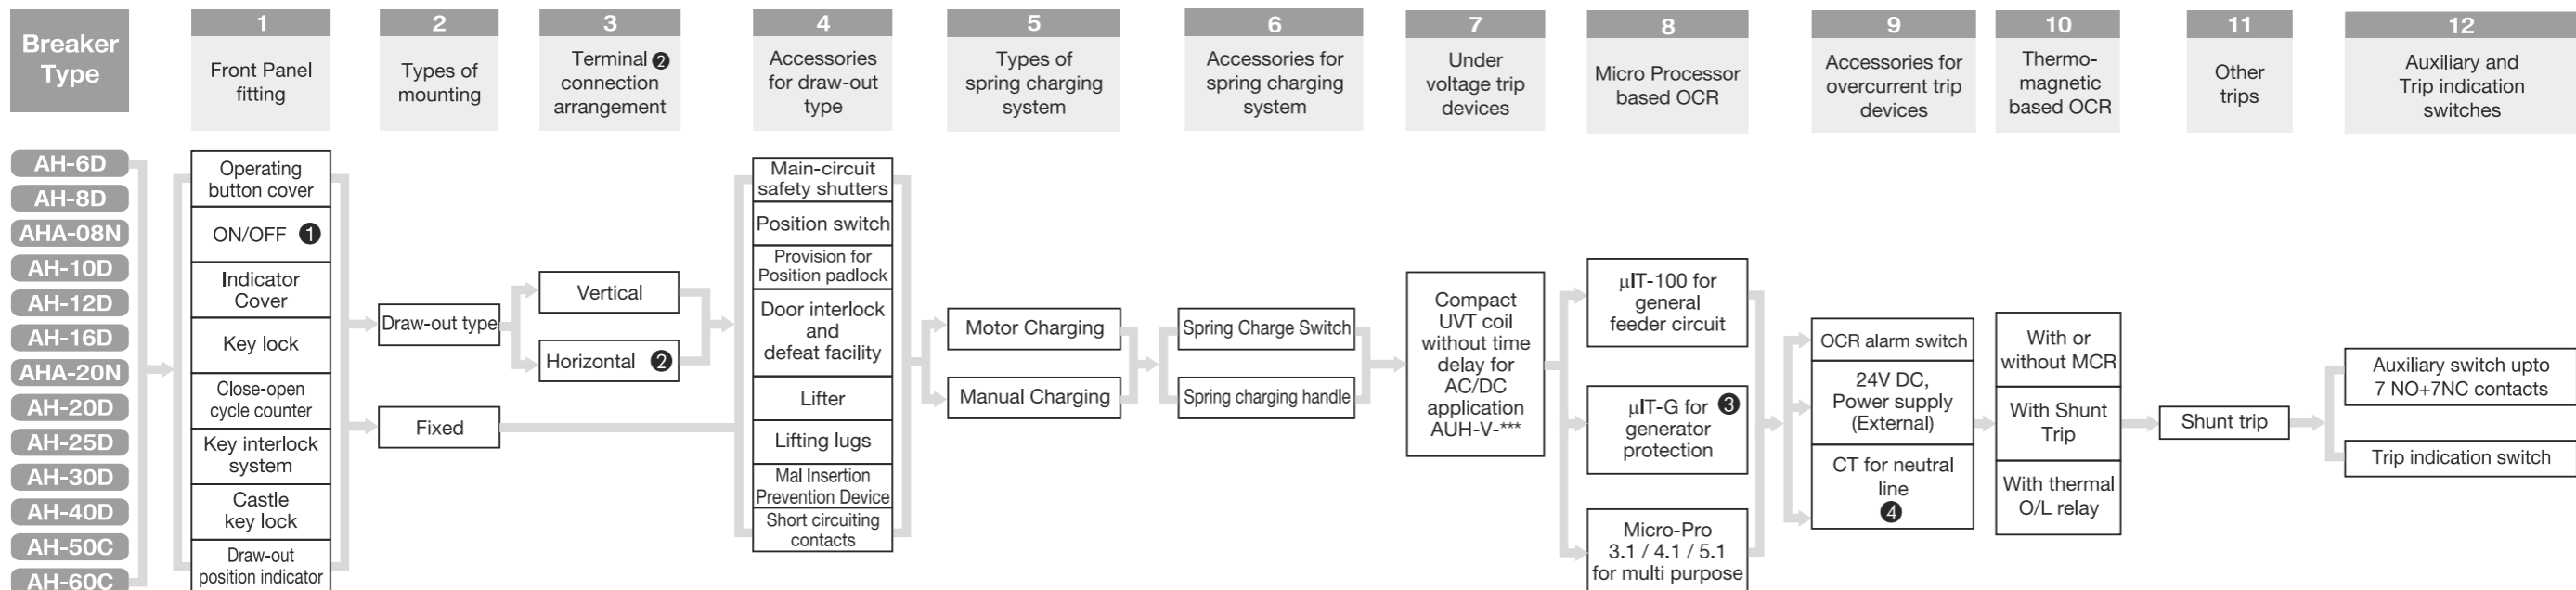 Breaker
Type
1
Front Panel
fitting
2
Types of
mounting
3
Terminal ❷
connection
arrangement
4
Accessories
for draw-out
type
5
Types of
spring charging
system
6
Accessories for
spring charging
system
7
Under
voltage trip
devices
8
Micro Processor
based OCR
9
Accessories for
overcurrent trip
devices
10
Thermo-
magnetic
based OCR
11
Other
trips
12
Auxiliary and
Trip indication
switches
AH-6D
AH-8D
AHA-08N
AH-10D
AH-12D
AH-16D
AHA-20N
AH-20D
AH-25D
AH-30D
AH-40D
AH-50C
AH-60C
Operating
button cover
ON/OFF ❶
Indicator
Cover
Key lock
Close-open
cycle counter
Key interlock
system
Castle
key lock
Draw-out
position indicator
Draw-out type
Fixed
Vertical
Horizontal ❷
Main-circuit
safety shutters
Position switch
Provision for
Position padlock
Door interlock
and
defeat facility
Lifter
Lifting lugs
Mal Insertion
Prevention Device
Short circuiting
contacts
Motor Charging
Manual Charging
Spring Charge Switch
Spring charging handle
Compact
UVT coil
without time
delay for
AC/DC
application
AUH-V-***
µIT-100 for
general
feeder circuit
µIT-G for ❸
generator
protection
Micro-Pro
3.1 / 4.1 / 5.1
for multi purpose
OCR alarm switch
24V DC,
Power supply
(External)
CT for neutral
line
❹
With or
without MCR
With Shunt
Trip
With thermal
O/L relay
Shunt trip
Auxiliary switch upto
7 NO+7NC contacts
Trip indication switch